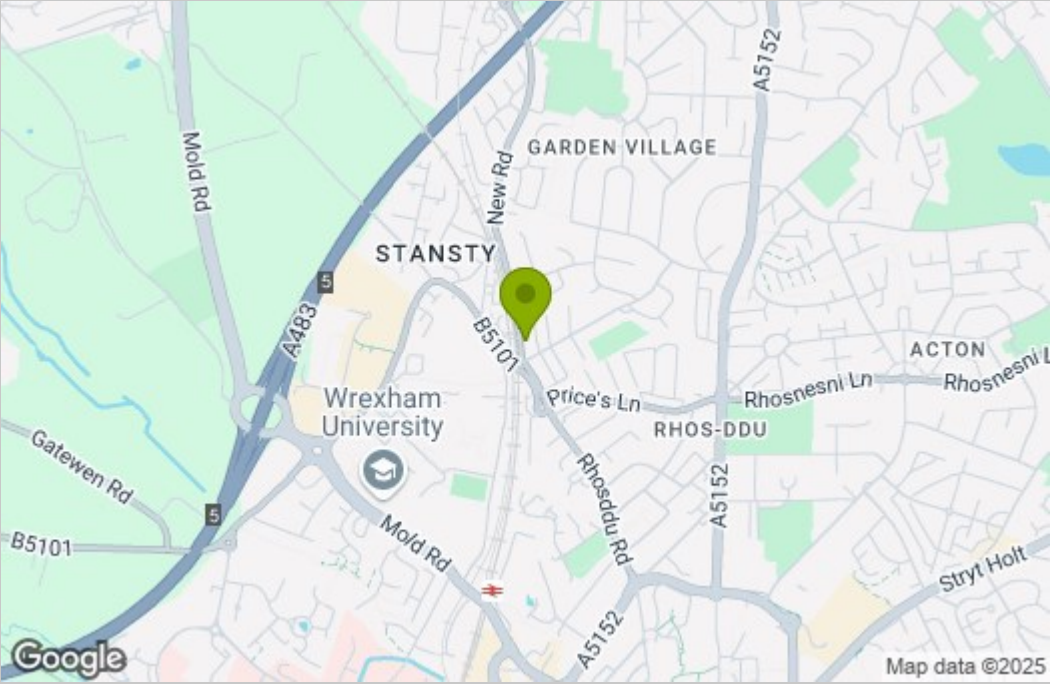 A5152
Mold Rd
New Rd
GARDEN VILLAGE
STANSTY
5
A483
B5101
ACTON
Rhosnesni Ln
Rhosnesni L
Price's Ln
Wrexham
University
RHOS-DDU
Gatewen Rd
Rhosddu Rd
A5152
5
Mold Rd
B5101
Stryt Holt
A5152
Google
Map data ©2025